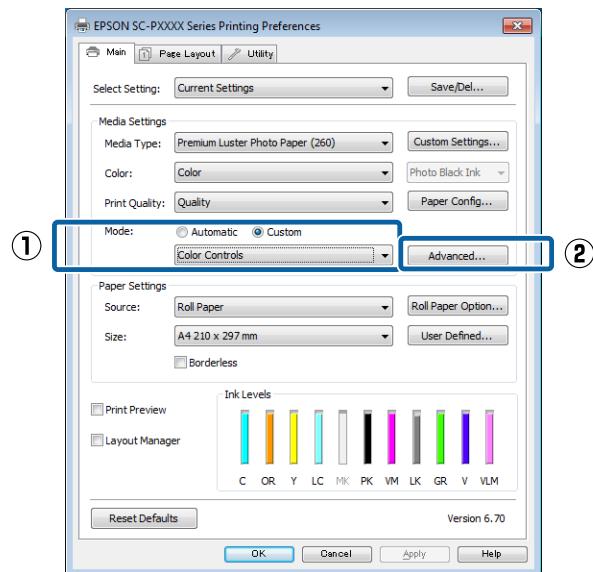 EPSON SC-PXXXX Series Printing Preferences
Main Page Layout Utility
Select Setting: Current Settings Save/Del...
Media Settings
Media Type: Premium Luster Photo Paper (260) Custom Settings...
Color: Color Photo Black Ink
Print Quality: Quality Paper Config...
Mode: Automatic Custom
① Color Controls Advanced... ②
Paper Settings
Source: Roll Paper Roll Paper Option...
Size: A4 210 x 297 mm User Defined...
Borderless
Ink Levels
Print Preview
Layout Manager
C OR Y LC MK PK VM LK GR V VLM
Reset Defaults Version 6.70
OK Cancel Apply Help